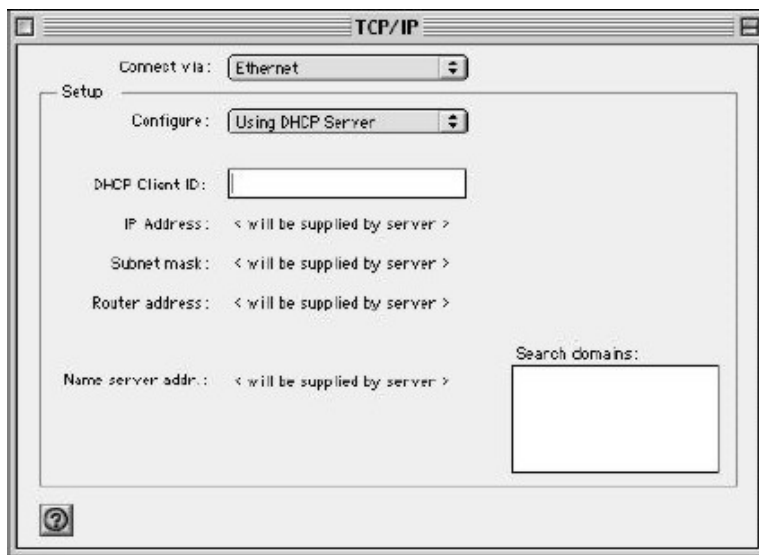 TCP/IP
Connect via: Ethernet
Setup
Configure: Using DHCP Server
DHCP Client ID:
IP Address: < will be supplied by server >
Subnet mask: < will be supplied by server >
Router address: < will be supplied by server >
Search domains:
Name server addr.: < will be supplied by server >
?